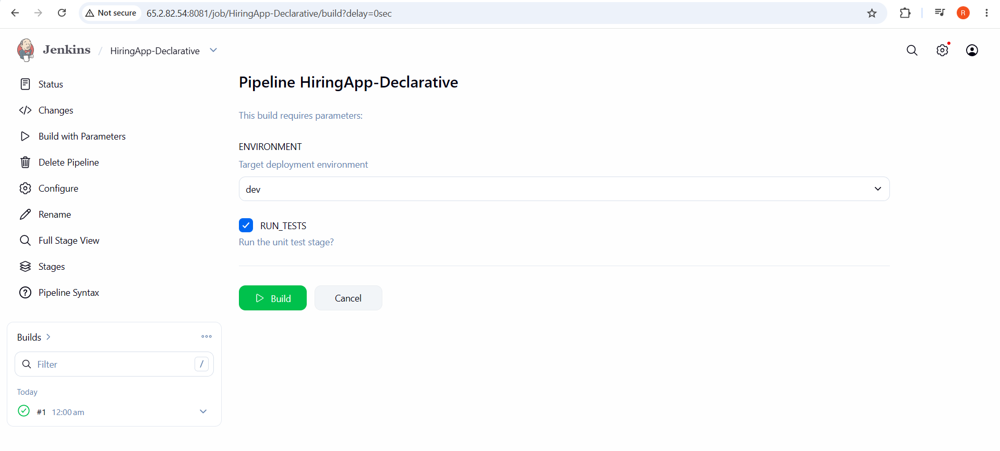 Not secure 65.2.82.54:8081/job/HiringApp-Declarative/build?delay=0sec R
Jenkins / HiringApp-Declarative
Status
Changes
Build with Parameters
Delete Pipeline
Configure
Rename
Full Stage View
Stages
Pipeline Syntax
Builds
Filter /
Today
#1 12:00 am
Pipeline HiringApp-Declarative
This build requires parameters:
ENVIRONMENT
Target deployment environment
dev
RUN_TESTS
Run the unit test stage?
Build Cancel